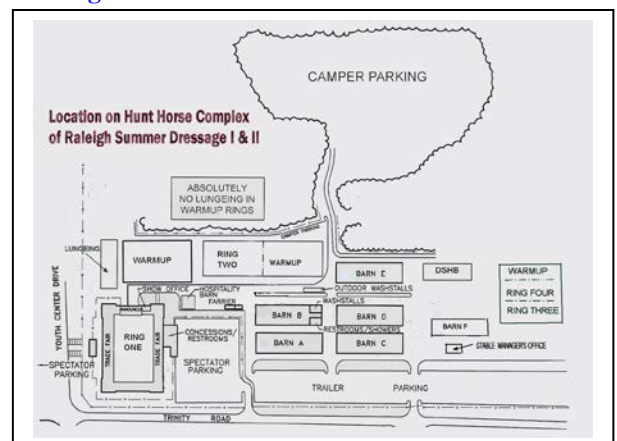 CAMPER PARKING
Location on Hunt Horse Complex
of Raleigh Summer Dressage I & II
ABSOLUTELY
NO LUNGEING IN
WARMUP RINGS
CAMPER PARKING
LUNGEING
WARMUP
RING
TWO
WARMUP
BARN E
DSHB
WARMUP
RING FOUR
RING THREE
SHOW OFFICE
HOSPITALITY
BARN
FARRIER
OUTDOOR WASHSTALLS
WASHSTALLS
BARN B
BARN D
RESTROOMS/SHOWERS
BARN F
STABLE MANAGER'S OFFICE
YOUTH CENTER DRIVE
TRADE FAIR
RING
ONE
TRADE FAIR
CONCESSIONS/
RESTROOMS
BARN A
BARN C
SPECTATOR
PARKING
SPECTATOR
PARKING
TRAILER
PARKING
TRINITY ROAD